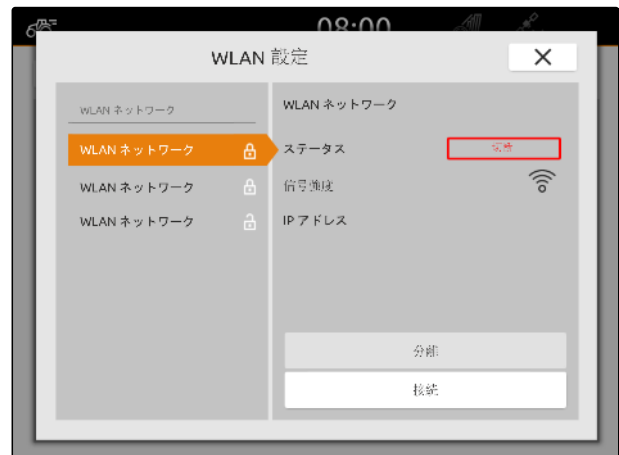 08:00
WLAN 設定
WLAN ネットワーク
WLAN ネットワーク
WLAN ネットワーク
WLAN ネットワーク
WLAN ネットワーク
ステータス
切断
信号強度
IP アドレス
分離
接続